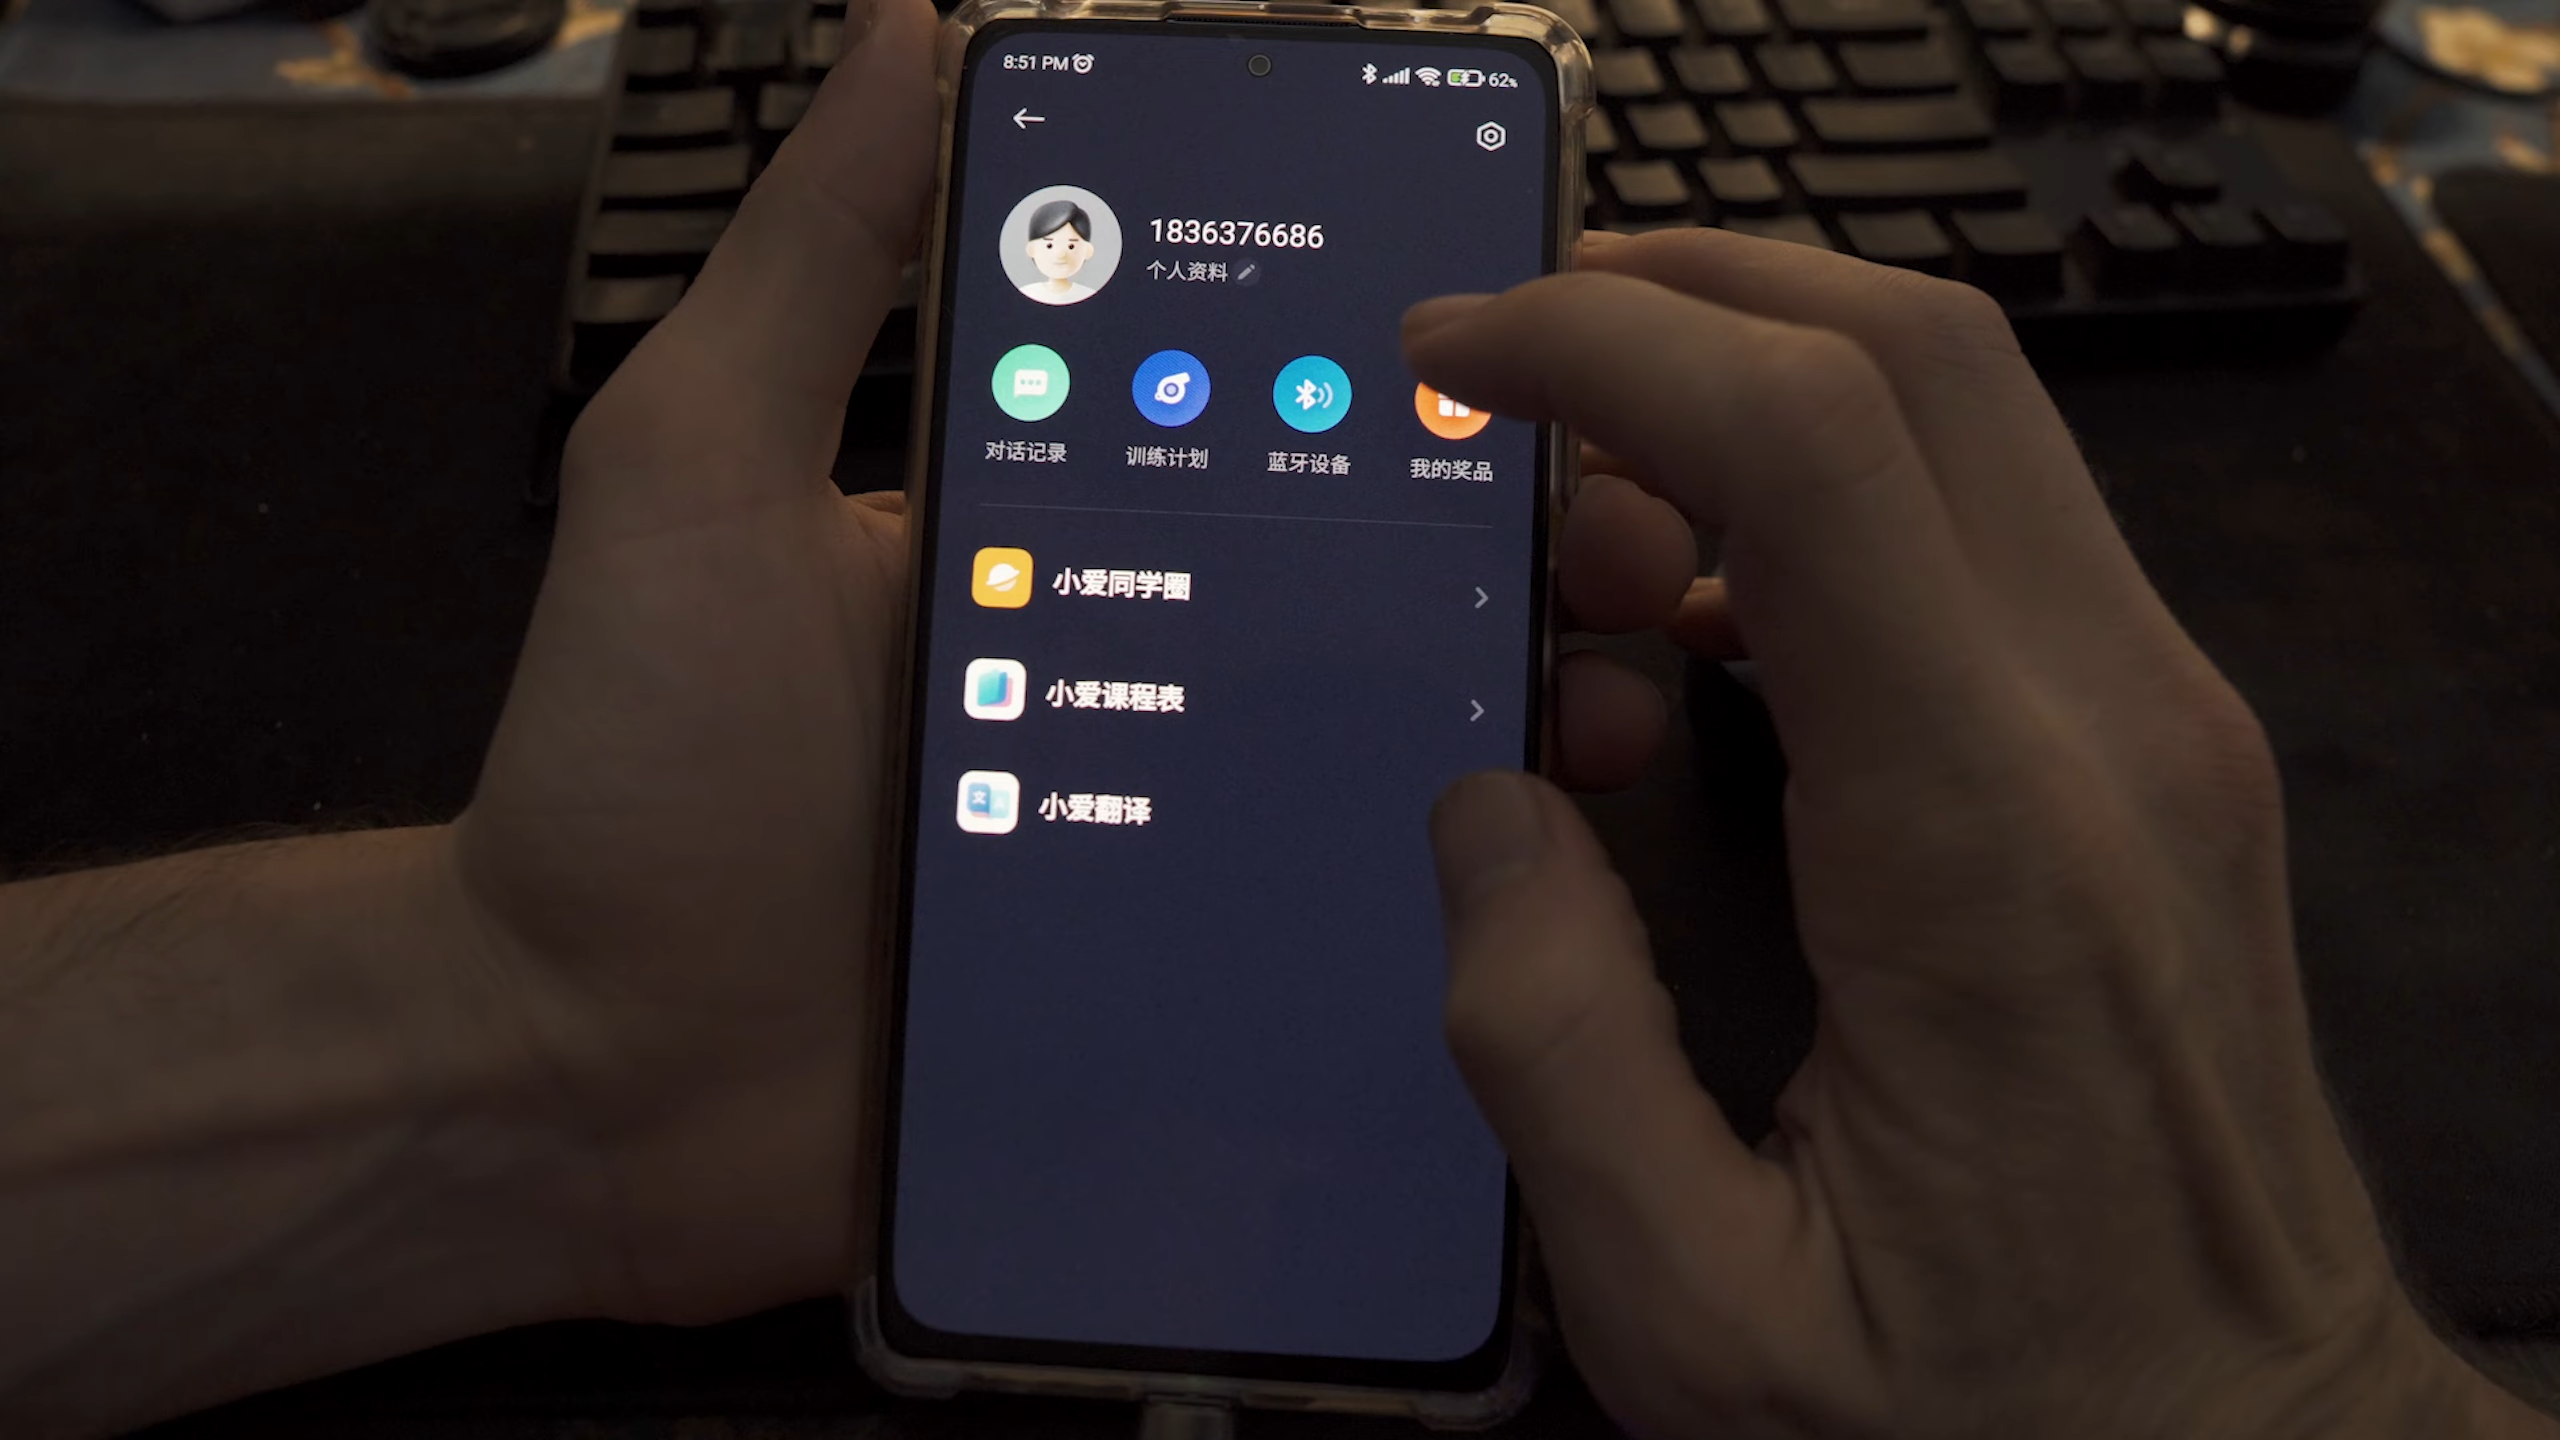 8:51 PM 62%
1836376686
个人资料
对话记录 训练计划 蓝牙设备 我的奖品
小爱同学圈
小爱课程表
小爱翻译